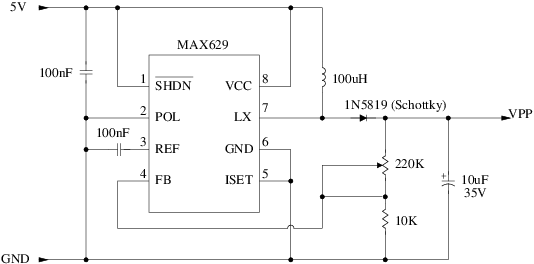 5V
MAX629
100nF
1 SHDN VCC 8
100uH
2 POL LX 7
1N5819 (Schottky)
VPP
100nF
3 REF GND 6
220K
4 FB ISET 5
10uF
35V
10K
GND